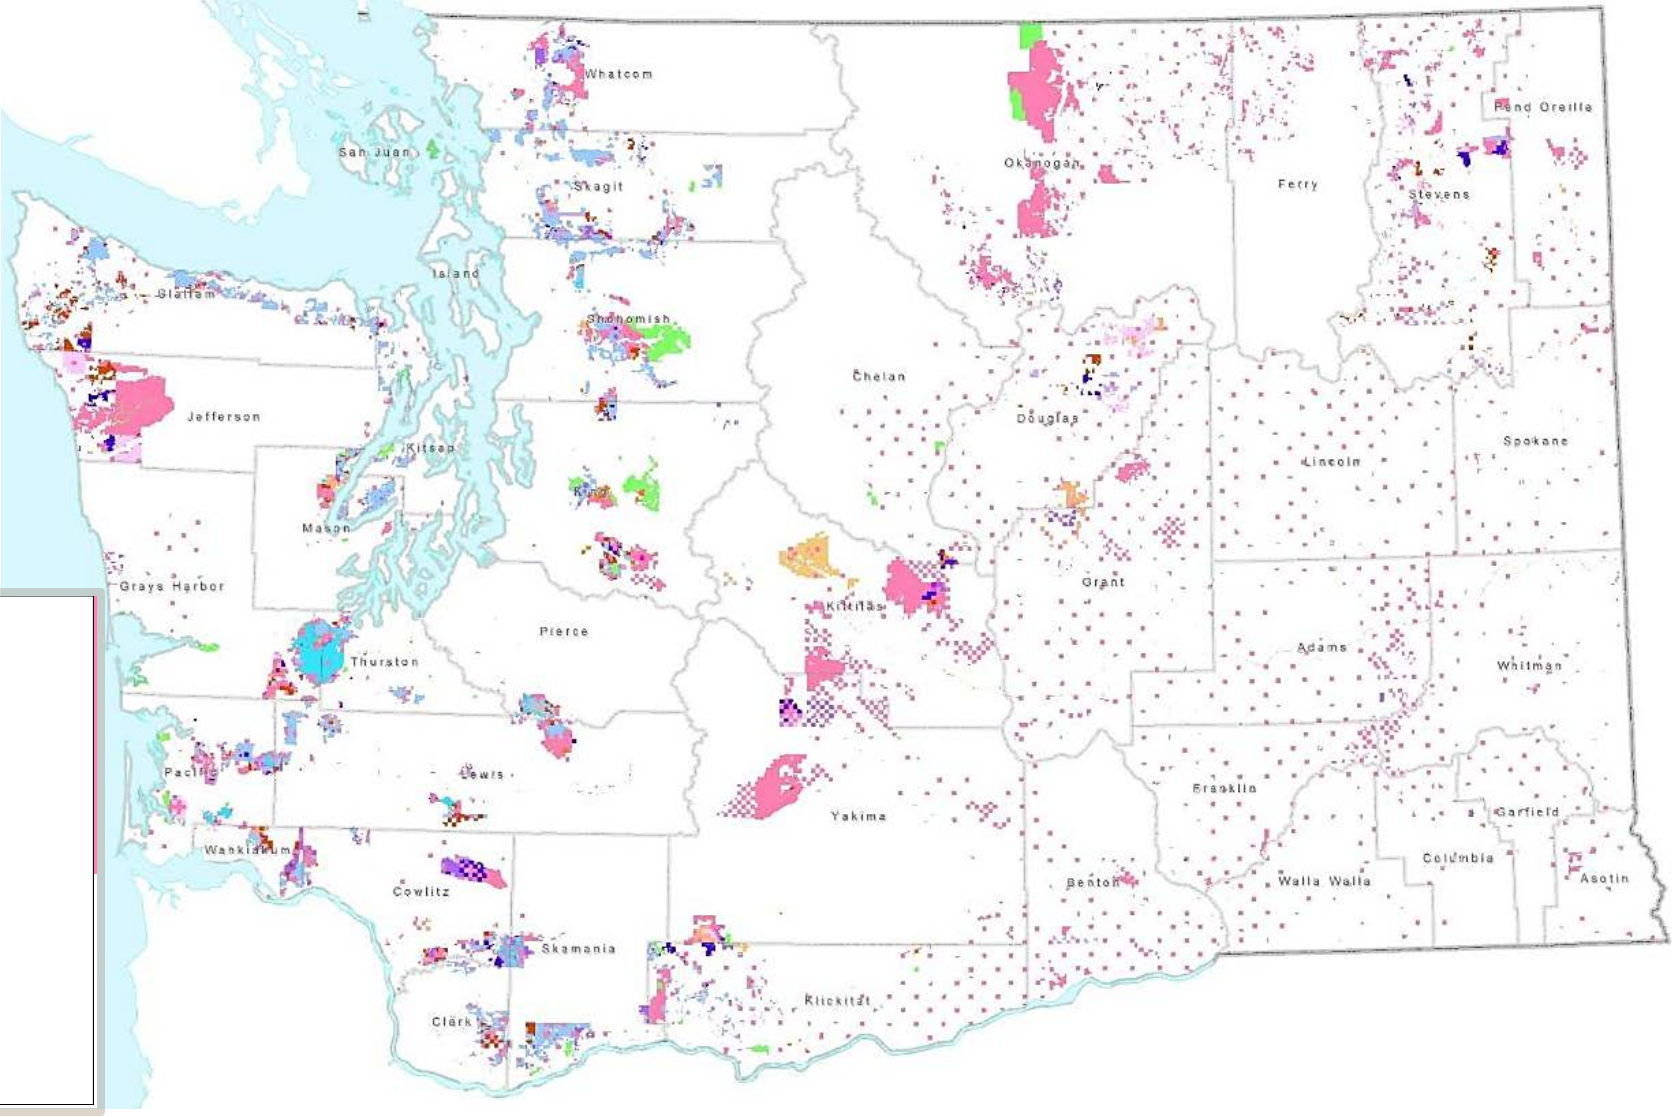 Whatcom
Pend Oreille
San Juan
Okanogan
Skagit
Ferry
Stevens
Island
Clallam
Snohomish
Chelan
Jefferson
Douglas
Kitsap
Spokane
Lincoln
King
Mason
Grant
Grays Harbor
Kittitas
Pierce
Adams
Thurston
Whitman
Pacific
Lewis
Franklin
Garfield
Yakima
Wahkiakum
Columbia
Asotin
Benton
Walla Walla
Cowlitz
Skamania
Klickitat
Clark